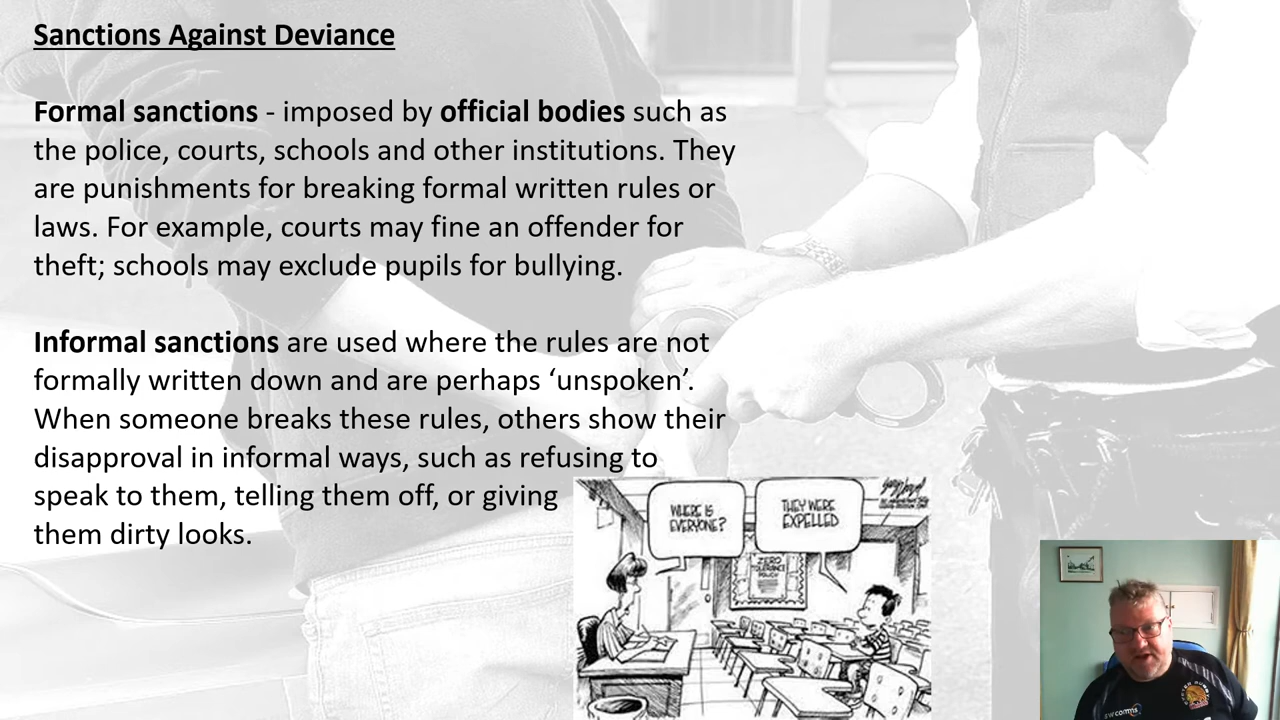 Sanctions Against Deviance
Formal sanctions - imposed by official bodies such as
the police, courts, schools and other institutions. They
are punishments for breaking formal written rules or
laws. For example, courts may fine an offender for
theft; schools may exclude pupils for bullying.
Informal sanctions are used where the rules are not
formally written down and are perhaps ‘unspoken’.
When someone breaks these rules, others show their
disapproval in informal ways, such as refusing to
speak to them, telling them off, or giving
them dirty looks.
WHERE IS
EVERYONE?
THEY WERE
EXPELLED
ZERO
TOLERANCE
POLICY